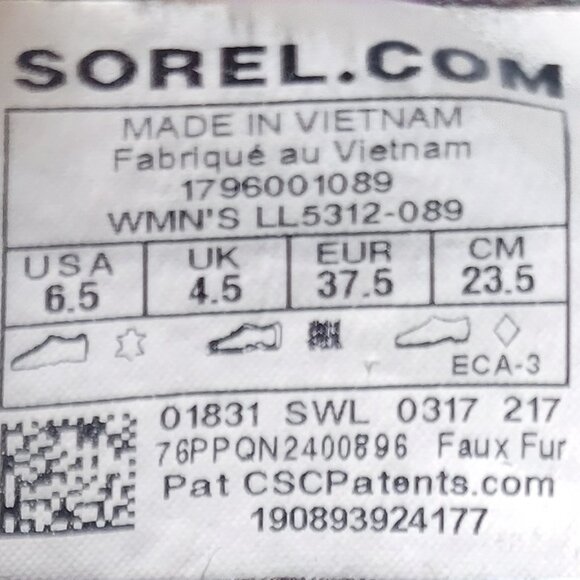 SOREL.COM
MADE IN VIETNAM
Fabriqué au Vietnam
1796001089
WMN'S LL5312-089
USA UK EUR CM
6.5 4.5 37.5 23.5
ECA-3
01831 SWL 0317 217
76PPQN2400896 Faux Fur
Pat CSCPatents.com
190893924177